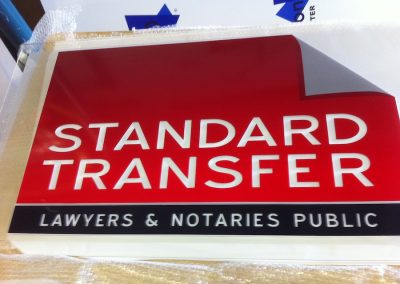 STANDARD
TRANSFER
LAWYERS & NOTARIES PUBLIC